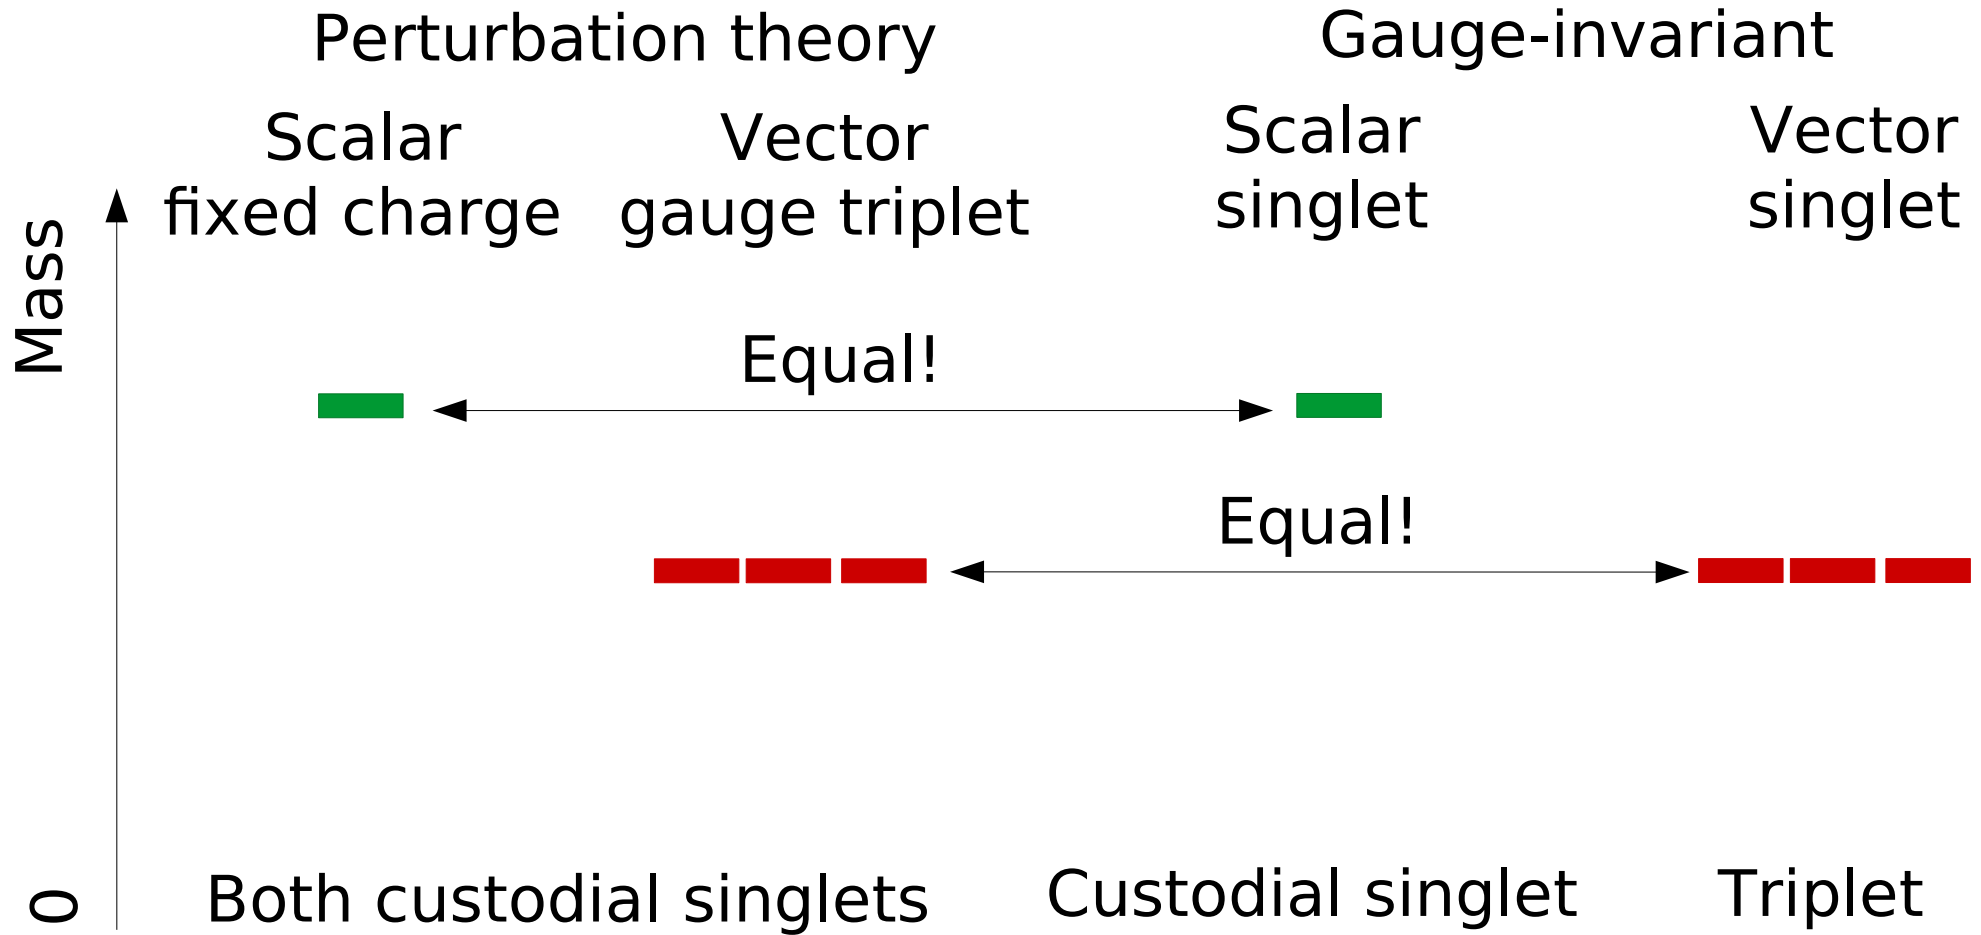 Perturbation theory
Gauge-invariant
Scalar
fixed charge
Vector
gauge triplet
Scalar
singlet
Vector
singlet
Mass
Equal!
Equal!
0
Both custodial singlets
Custodial singlet
Triplet